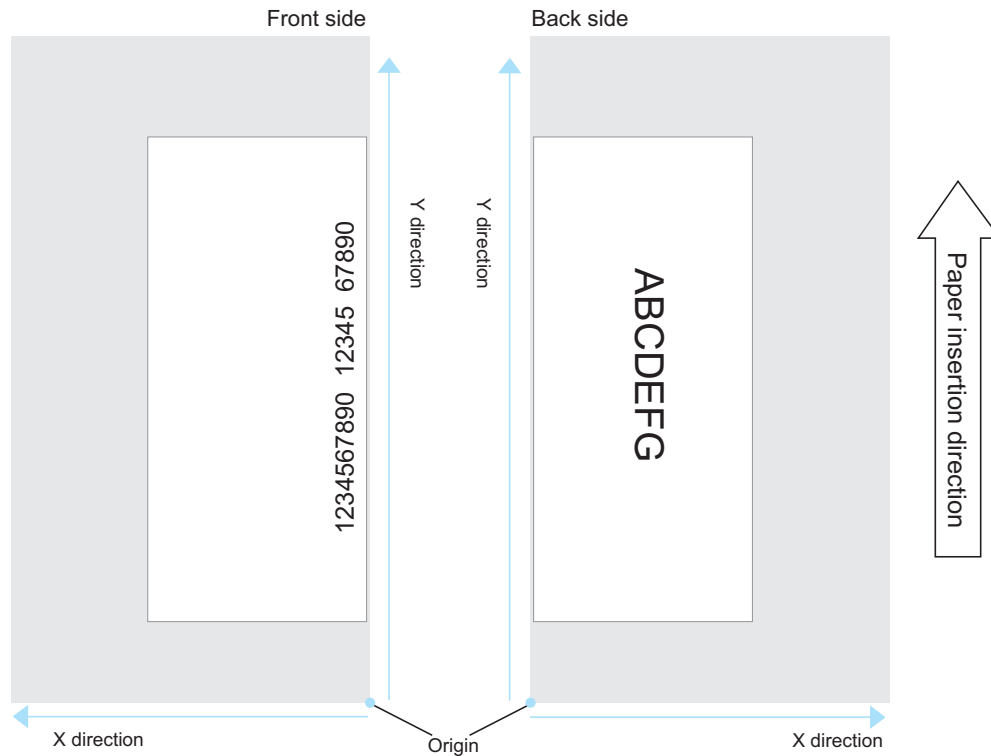 Front side
Back side
Y direction
Y direction
1234567890 12345 67890
ABCDEFG
Paper insertion direction
X direction
Origin
X direction